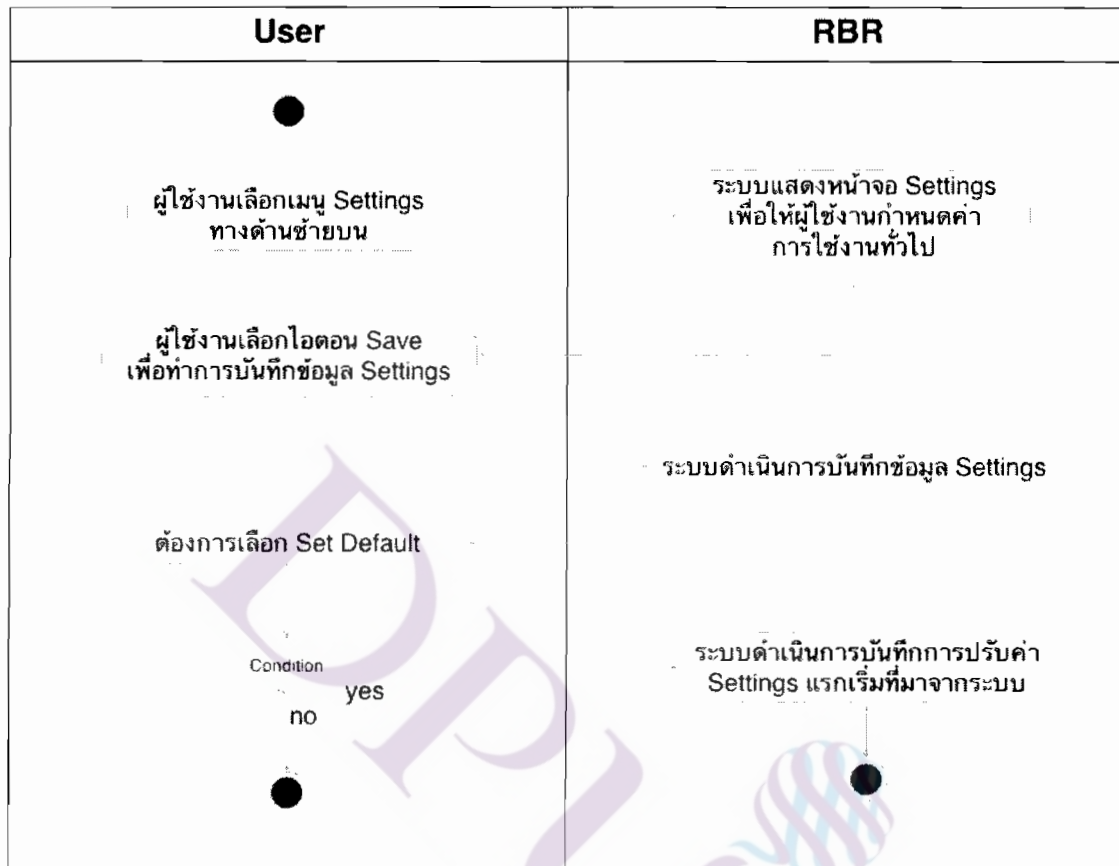 User
RBR
ผู้ใช้งานเลือกเมนู Settings
ทางด้านซ้ายบน
ระบบแสดงหน้าจอ Settings
เพื่อให้ผู้ใช้งานกำหนดค่า
การใช้งานทั่วไป
ผู้ใช้งานเลือกไอตอน Save
เพื่อทำการบันทึกข้อมูล Settings
ระบบดำเนินการบันทึกข้อมูล Settings
ต้องการเลือก Set Default
Condition
yes
no
ระบบดำเนินการบันทึกการปรับค่า
Settings แรกเริ่มที่มาจากระบบ
DPU